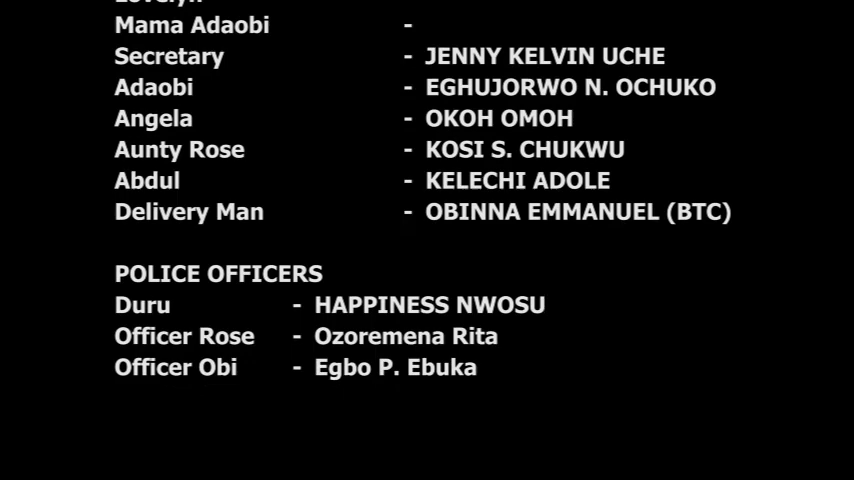 Lovelyn
Mama Adaobi -
Secretary - JENNY KELVIN UCHE
Adaobi - EGHUJORWO N. OCHUKO
Angela - OKOH OMOH
Aunty Rose - KOSI S. CHUKWU
Abdul - KELECHI ADOLE
Delivery Man - OBINNA EMMANUEL (BTC)
POLICE OFFICERS
Duru - HAPPINESS NWOSU
Officer Rose - Ozoremena Rita
Officer Obi - Egbo P. Ebuka